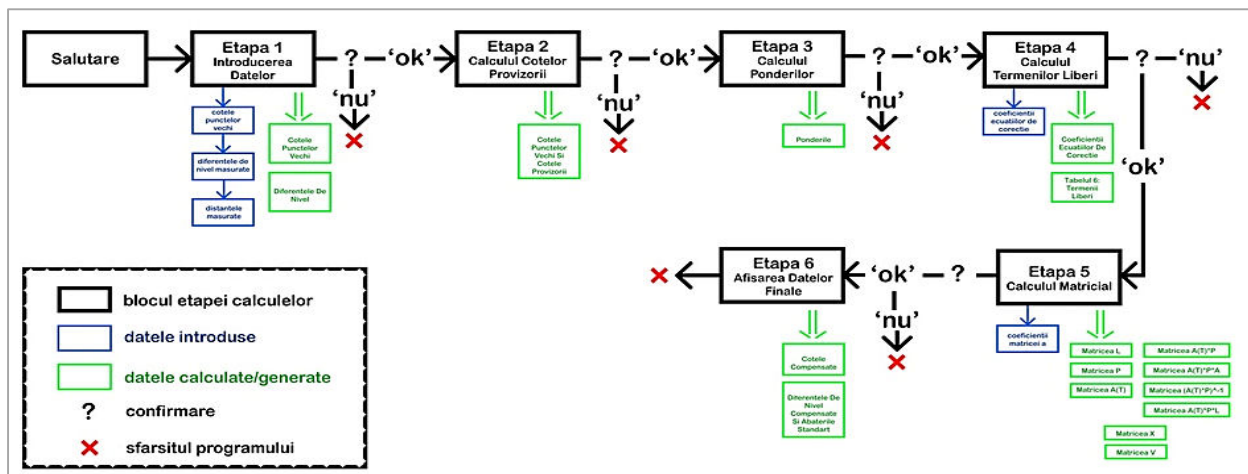 Salutare
Etapa 1
Introducerea
Datelor
?
'ok'
'nu'
cotele
punctelor
vechi
diferentele de
nivel masurate
distantele
masurate
Cotele
Punctelor
Vechi
Diferentele De
Nivel
Etapa 2
Calculul Cotelor
Provizorii
?
'ok'
'nu'
Cotele
Punctelor
Vechi Si
Cotele
Provizorii
Etapa 3
Calculul
Ponderilor
?
'ok'
'nu'
Ponderile
Etapa 4
Calculul
Termenilor Liberi
?
'nu'
'ok'
coeficientii
ecuatiilor de
corectie
Coeficientii
Ecuatiilor De
Corectie
Tabelul 6:
Termenii
Liberi
Etapa 5
Calculul Matricial
?
'ok'
'nu'
coeficientii
matricei a
Matricea L
Matricea P
Matricea A(T)
Matricea A(T)*P
Matricea A(T)*P*A
Matricea (A(T)*P)^-1
Matricea A(T)*P*L
Matricea X
Matricea V
Etapa 6
Afisarea Datelor
Finale
Cotele
Compensate
Diferentele De
Nivel
Compensate
Si Abaterile
Standart
blocul etapei calculelor
datele introduse
datele calculate/generate
? confirmare
sfarsitul programului